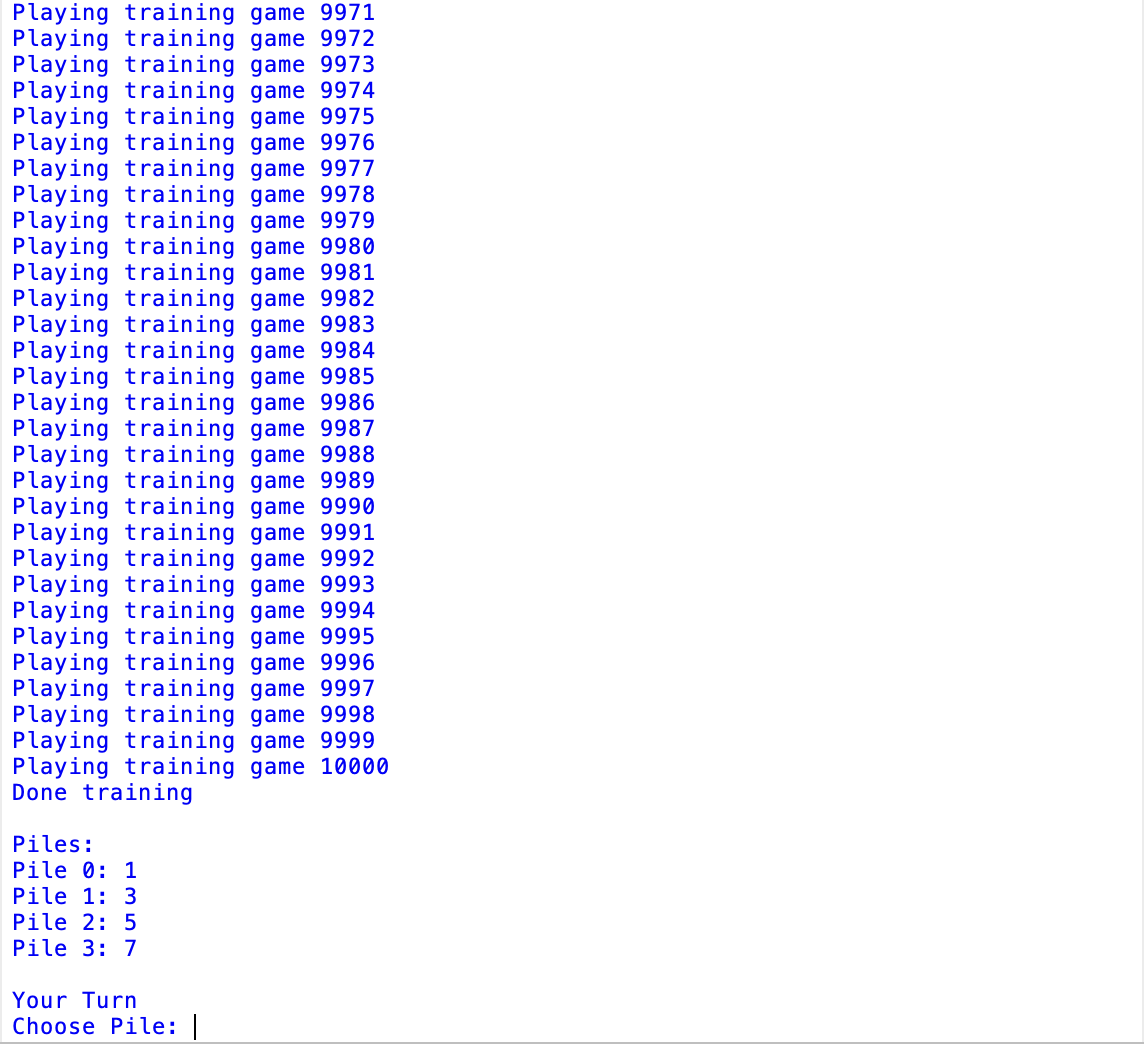 Playing training game 9971
Playing training game 9972
Playing training game 9973
Playing training game 9974
Playing training game 9975
Playing training game 9976
Playing training game 9977
Playing training game 9978
Playing training game 9979
Playing training game 9980
Playing training game 9981
Playing training game 9982
Playing training game 9983
Playing training game 9984
Playing training game 9985
Playing training game 9986
Playing training game 9987
Playing training game 9988
Playing training game 9989
Playing training game 9990
Playing training game 9991
Playing training game 9992
Playing training game 9993
Playing training game 9994
Playing training game 9995
Playing training game 9996
Playing training game 9997
Playing training game 9998
Playing training game 9999
Playing training game 10000
Done training

Piles:
Pile 0: 1
Pile 1: 3
Pile 2: 5
Pile 3: 7

Your Turn
Choose Pile: